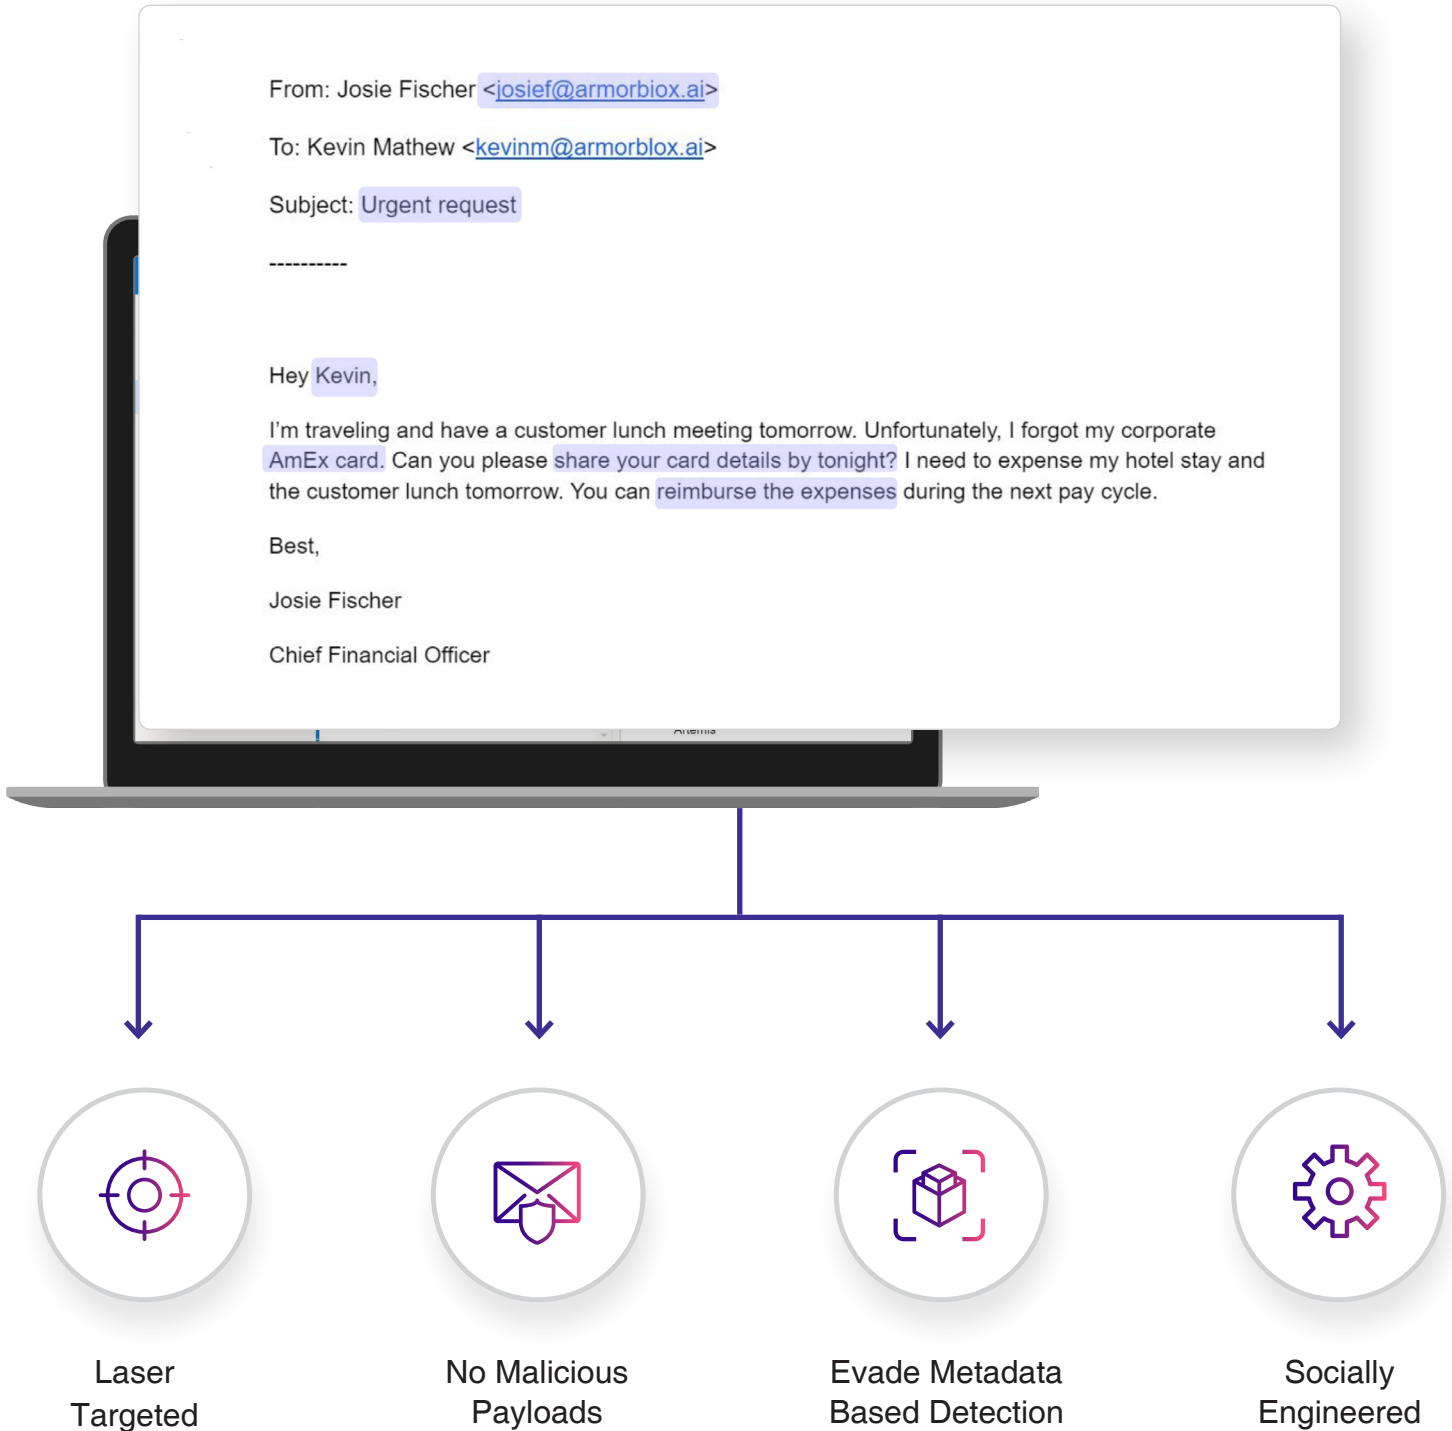 From: Josie Fischer <josief@armorbiox.ai>
To: Kevin Mathew <kevinm@armorblox.ai>
Subject: Urgent request
----------
Hey Kevin,
I’m traveling and have a customer lunch meeting tomorrow. Unfortunately, I forgot my corporate
AmEx card. Can you please share your card details by tonight? I need to expense my hotel stay and
the customer lunch tomorrow. You can reimburse the expenses during the next pay cycle.
Best,
Josie Fischer
Chief Financial Officer
Artemis
Laser
Targeted
No Malicious
Payloads
Evade Metadata
Based Detection
Socially
Engineered